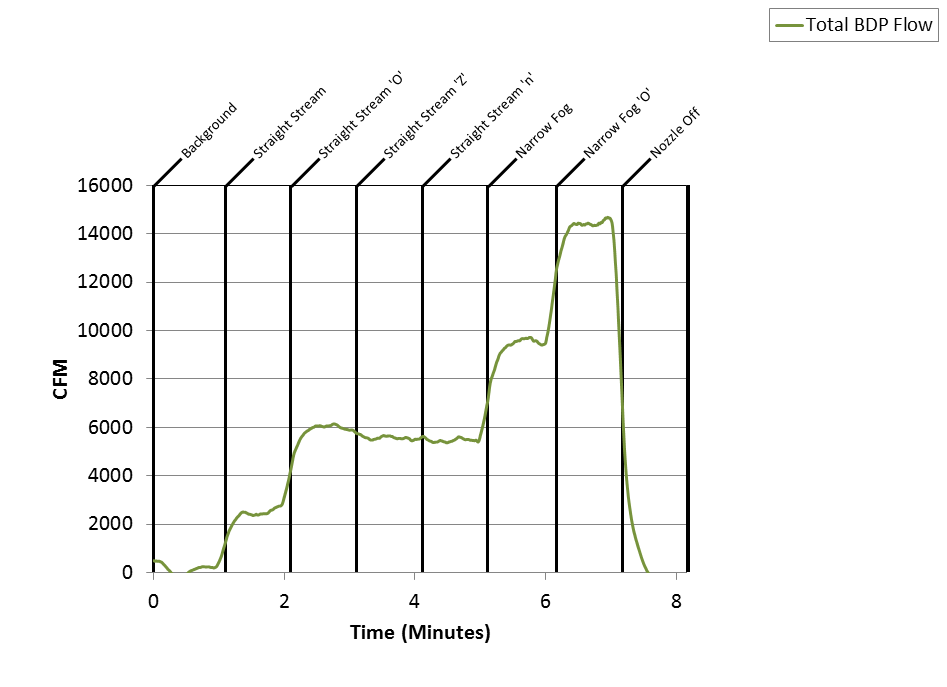 Total BDP Flow
Background
Straight Stream
Straight Stream 'O'
Straight Stream 'Z'
Straight Stream 'n'
Narrow Fog
Narrow Fog 'O'
Nozzle Off
16000
14000
12000
10000
8000
6000
4000
2000
0
CFM
0 2 4 6 8
Time (Minutes)